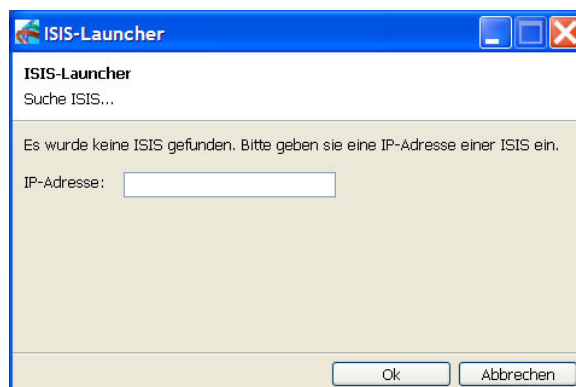 ISIS-Launcher
ISIS-Launcher
Suche ISIS...
Es wurde keine ISIS gefunden. Bitte geben sie eine IP-Adresse einer ISIS ein.
IP-Adresse:
Ok Abbrechen